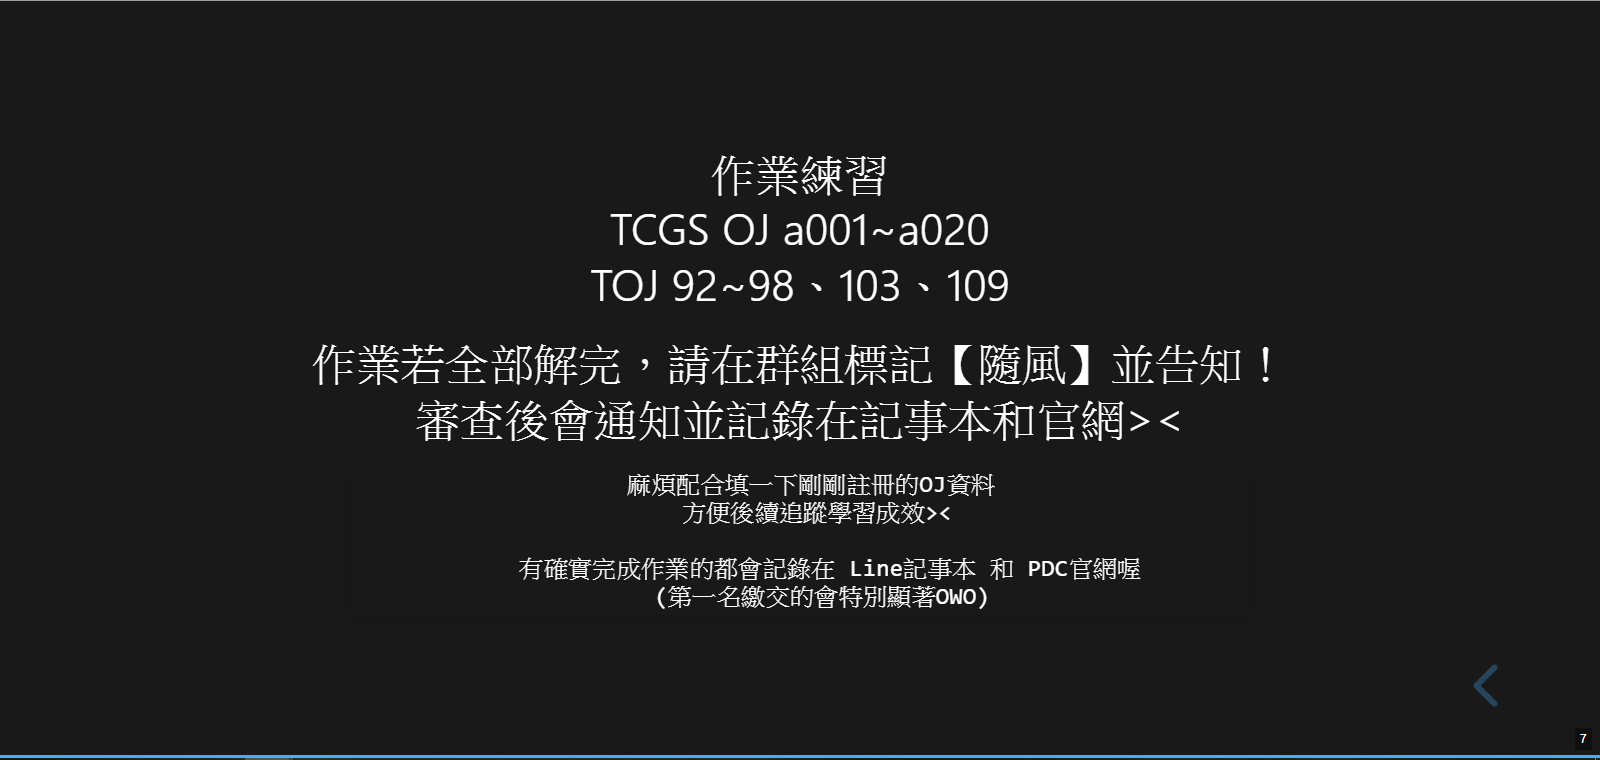 作業練習
TCGS OJ a001~a020
TOJ 92~98、103、109
作業若全部解完，請在群組標記【隨風】並告知！
審查後會通知並記錄在記事本和官網><
麻煩配合填一下剛剛註冊的OJ資料
方便後續追蹤學習成效><
有確實完成作業的都會記錄在 Line記事本 和 PDC官網喔
(第一名繳交的會特別顯著OWO)
7